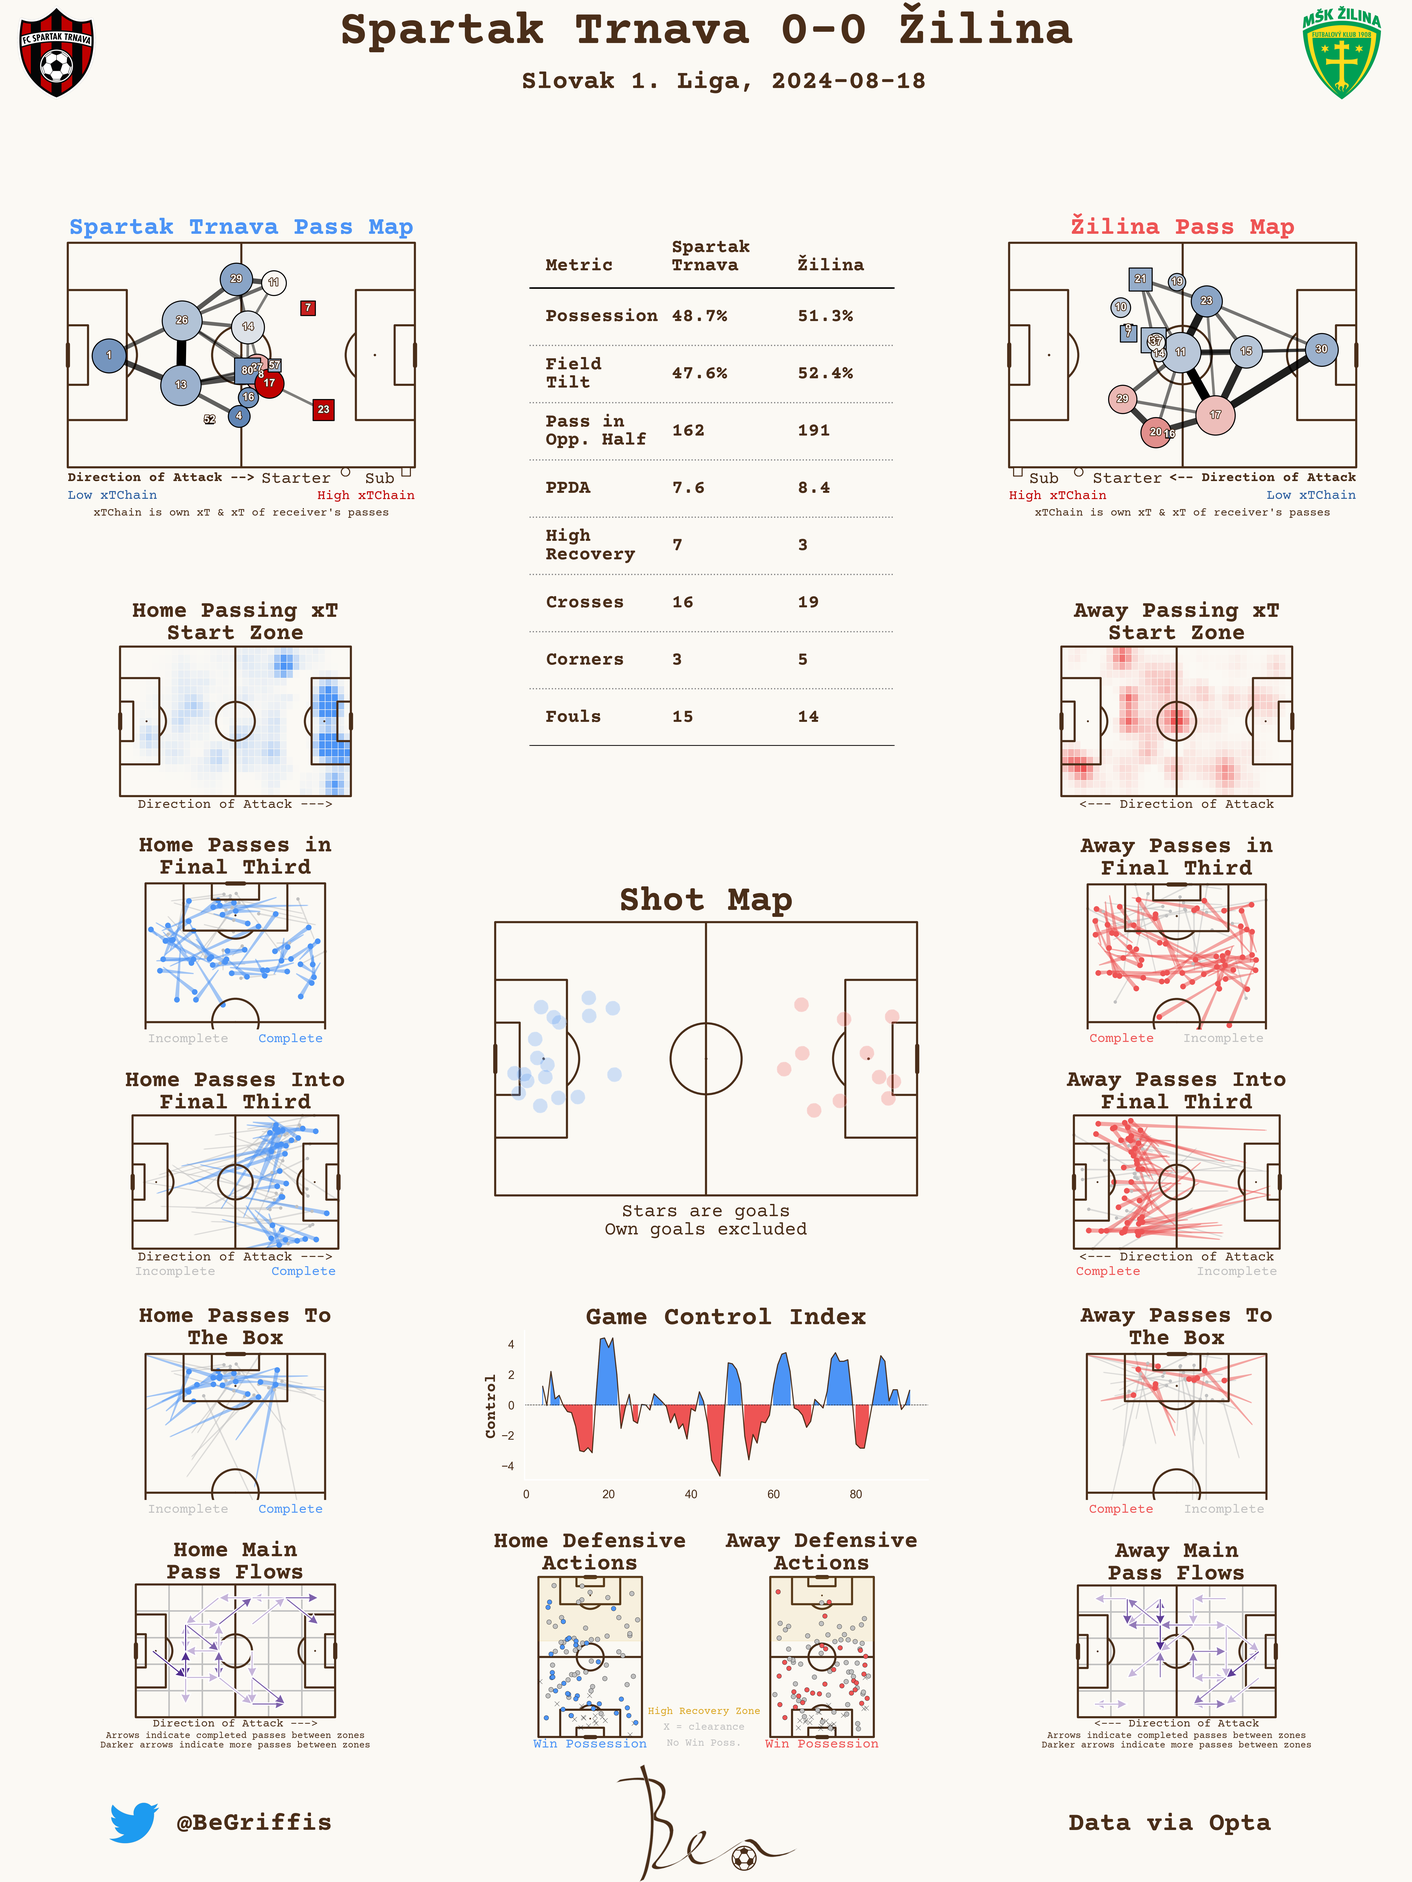 Spartak Trnava 0-0 Žilina
Slovak 1. Liga, 2024-08-18
FC SPARTAK TRNAVA
MŠK ŽILINA
FUTBALOVÝ KLUB 1908
Spartak Trnava Pass Map
29
11
7
26
14
1
80
27
57
8
13
17
16
4
52
23
Direction of Attack --> Starter Sub
Low xTChain High xTChain
xTChain is own xT & xT of receiver's passes
Metric Spartak Trnava Žilina
Possession 48.7% 51.3%
Field Tilt 47.6% 52.4%
Pass in Opp. Half 162 191
PPDA 7.6 8.4
High Recovery 7 3
Crosses 16 19
Corners 3 5
Fouls 15 14
Žilina Pass Map
21
19
23
10
7
37
14
11
15
30
29
17
20
16
Sub Starter <-- Direction of Attack
High xTChain Low xTChain
xTChain is own xT & xT of receiver's passes
Home Passing xT
Start Zone
Direction of Attack --->
Away Passing xT
Start Zone
<--- Direction of Attack
Home Passes in
Final Third
Incomplete Complete
Away Passes in
Final Third
Complete Incomplete
Shot Map
Stars are goals
Own goals excluded
Home Passes Into
Final Third
Direction of Attack --->
Incomplete Complete
Away Passes Into
Final Third
<--- Direction of Attack
Complete Incomplete
Home Passes To
The Box
Incomplete Complete
Game Control Index
Control
4
2
0
−2
−4
0 20 40 60 80
Away Passes To
The Box
Complete Incomplete
Home Main
Pass Flows
Direction of Attack --->
Arrows indicate completed passes between zones
Darker arrows indicate more passes between zones
Home Defensive
Actions
Win Possession
High Recovery Zone
X = clearance
No Win Poss.
Away Defensive
Actions
Win Possession
Away Main
Pass Flows
<--- Direction of Attack
Arrows indicate completed passes between zones
Darker arrows indicate more passes between zones
@BeGriffis
Ben
Data via Opta